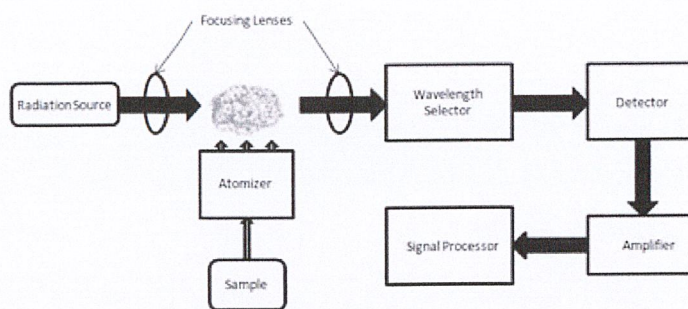 Focusing Lenses
Radiation Source
Wavelength
Selector
Detector
Atomizer
Signal Processor
Amplifier
Sample